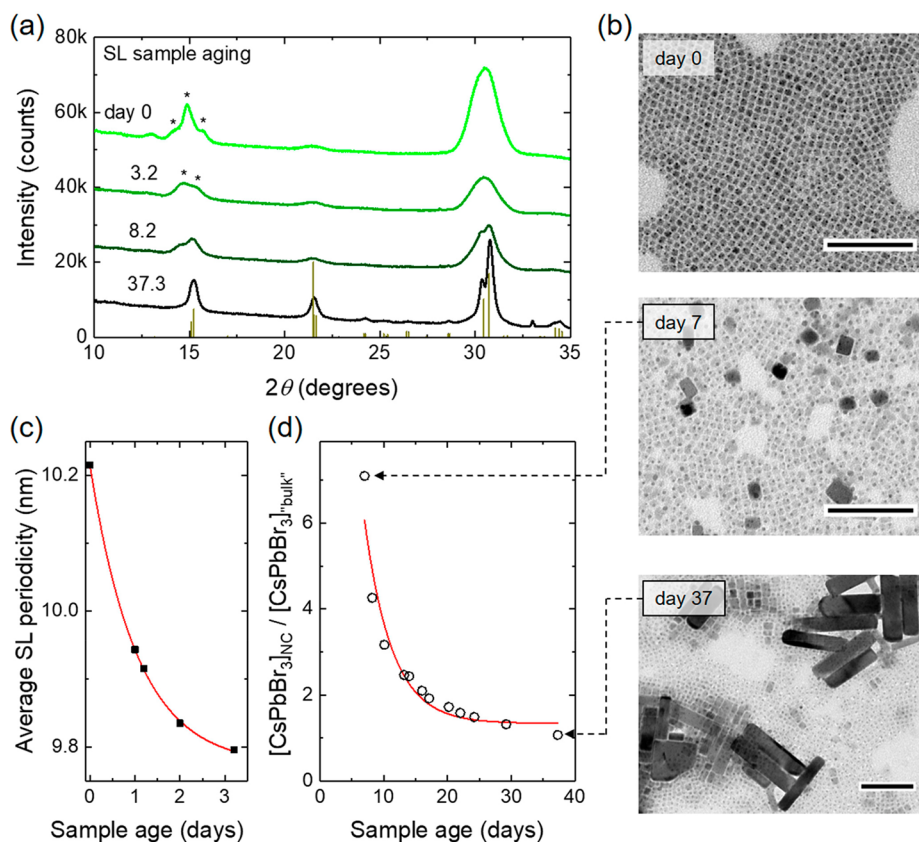 (a)
SL sample aging
day 0
* * *
3.2
* *
8.2
37.3
80k
60k
40k
20k
0
Intensity (counts)
10 15 20 25 30 35
2θ (degrees)
(b)
day 0
day 7
day 37
(c)
10.2
10.0
9.8
Average SL periodicity (nm)
0 1 2 3
Sample age (days)
(d)
8
6
4
2
0
[CsPbBr3]NC / [CsPbBr3]"bulk"
0 10 20 30 40
Sample age (days)